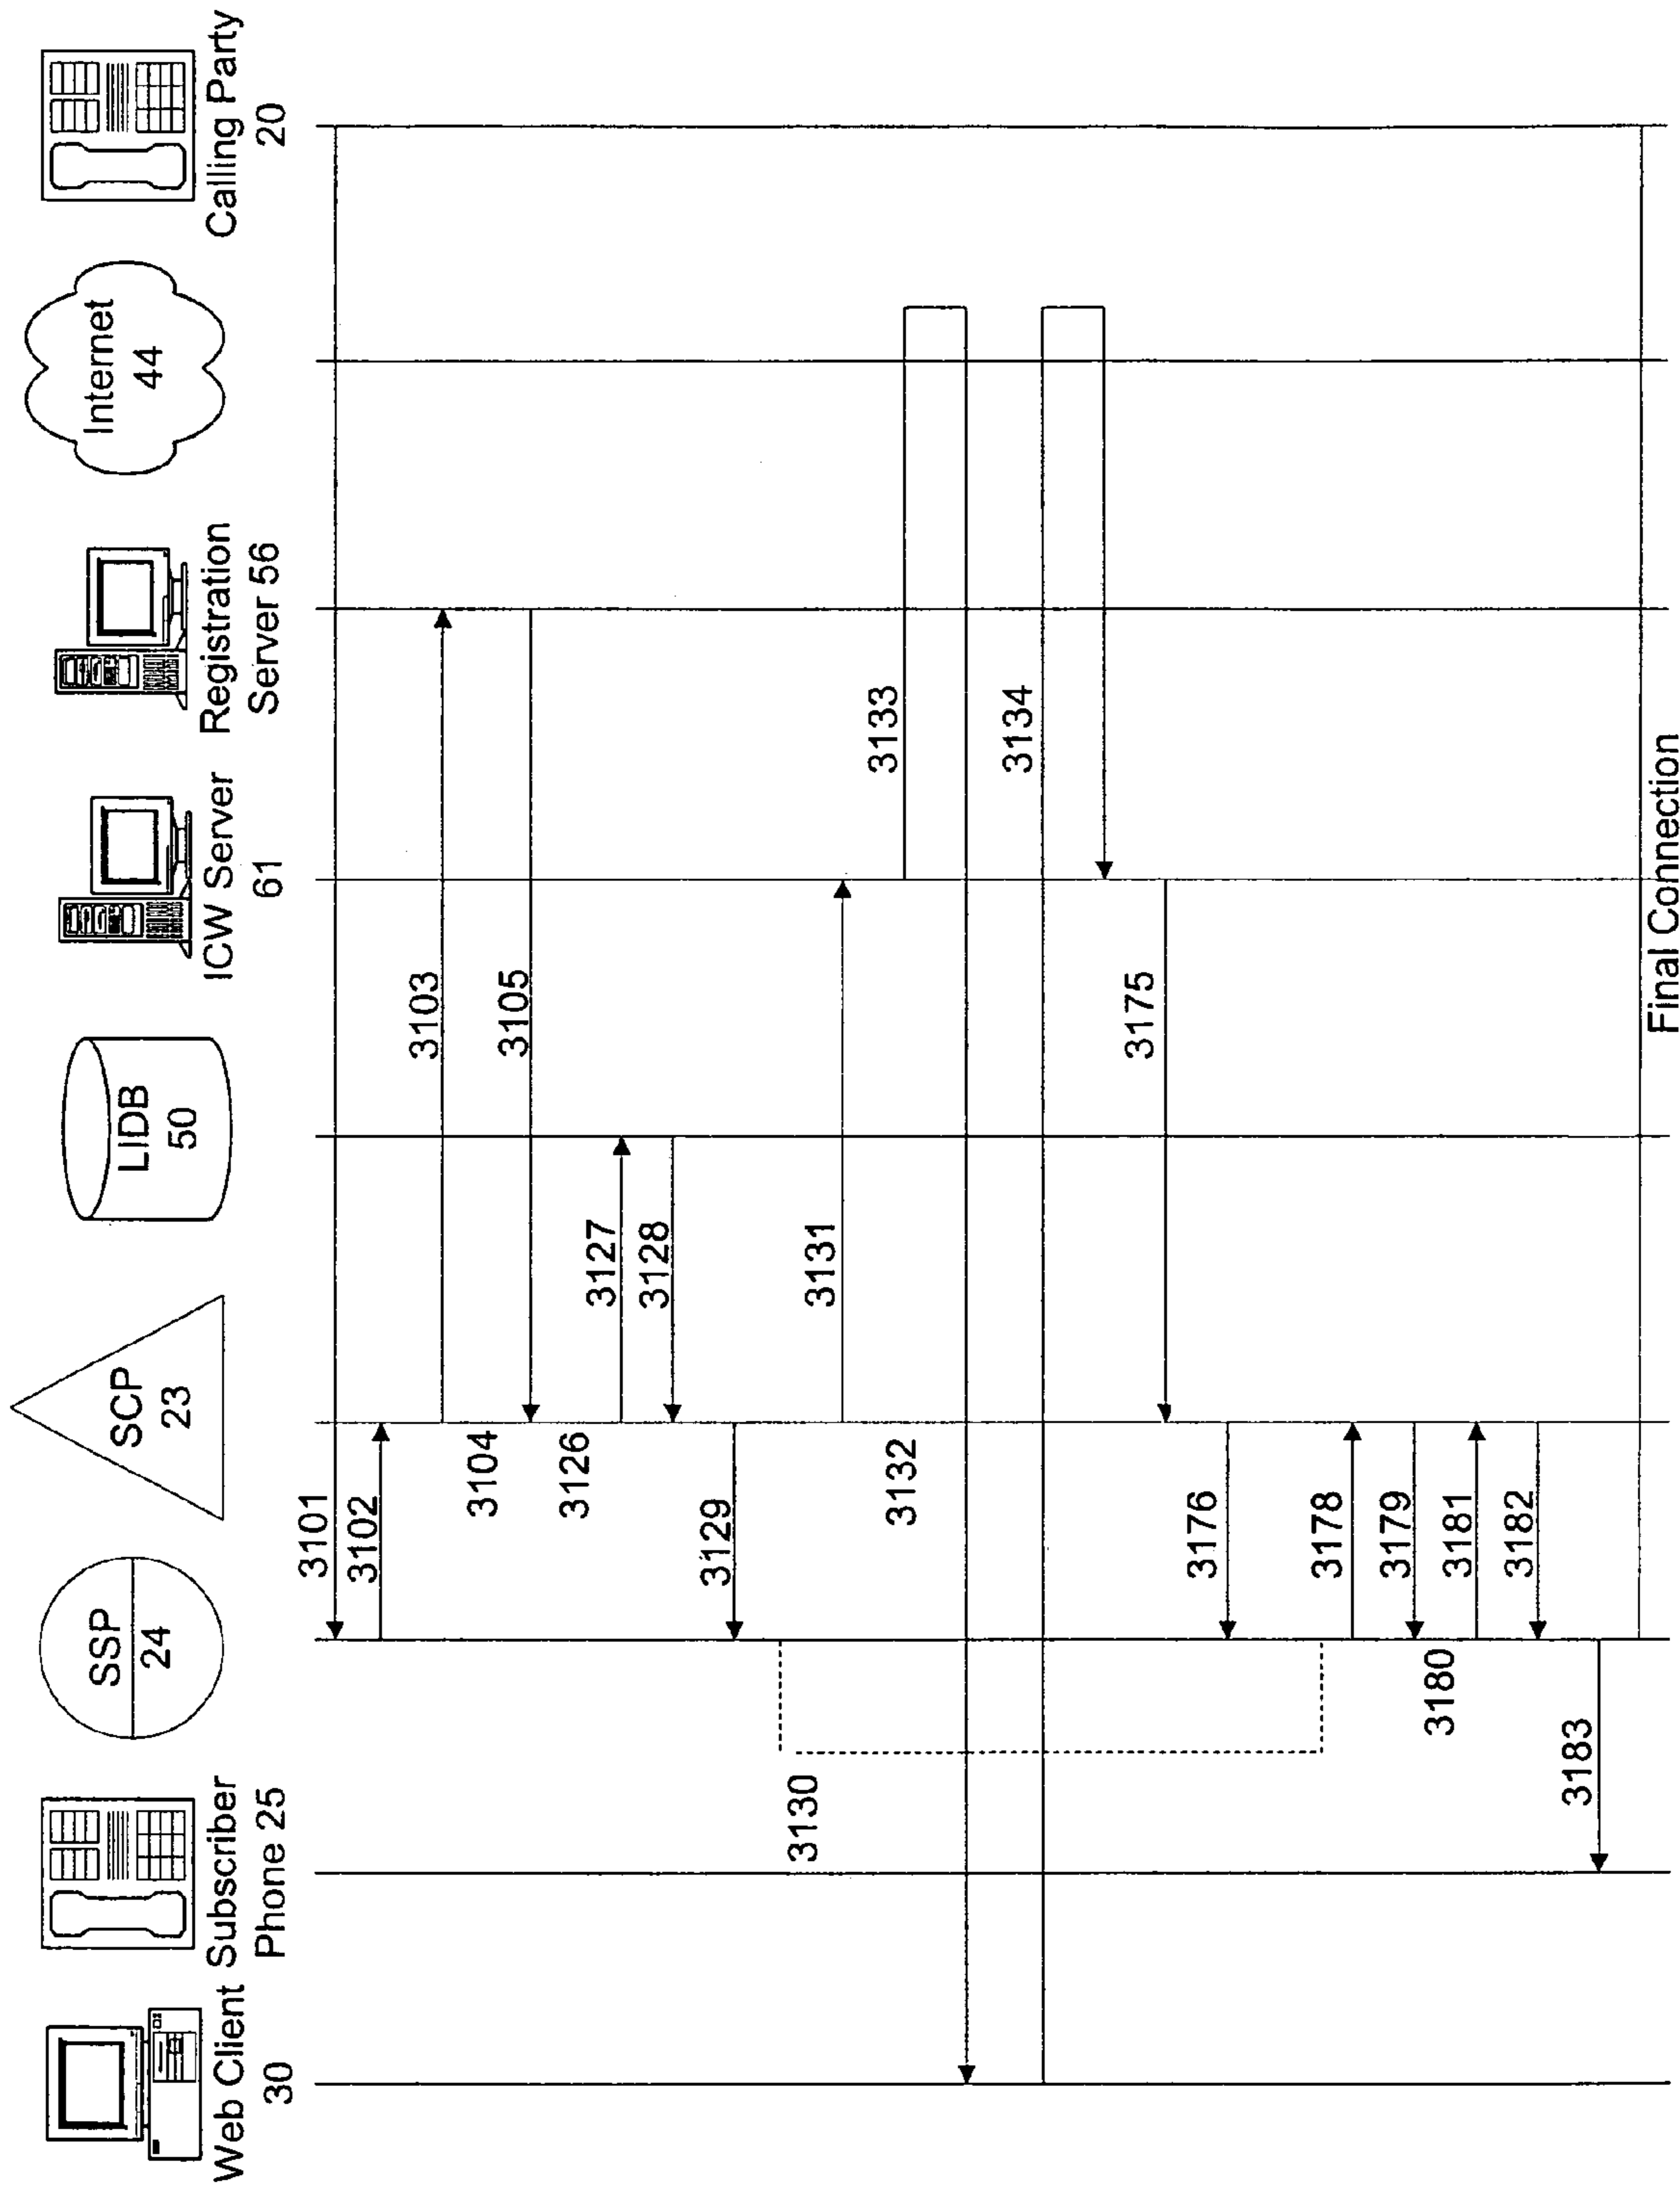 Web Client
30
Subscriber
Phone 25
SSP
24
SCP
23
LIDB
50
ICW Server
61
Registration
Server 56
Internet
44
Calling Party
20
3101
3102
3103
3104
3105
3126
3127
3128
3129
3130
3131
3132
3133
3134
3175
3176
3178
3179
3180
3181
3182
3183
Final Connection